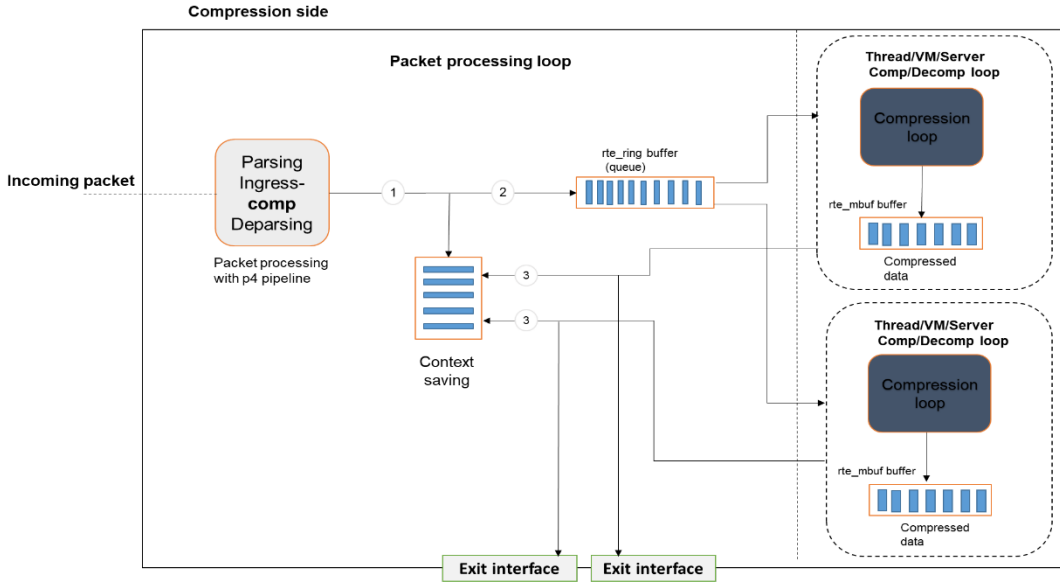 Compression side
Packet processing loop
Incoming packet
Parsing
Ingress-
comp
Deparsing
Packet processing
with p4 pipeline
1
2
rte_ring buffer
(queue)
3
3
Context
saving
Thread/VM/Server
Comp/Decomp loop
Compression
loop
rte_mbuf buffer
Compressed
data
Thread/VM/Server
Comp/Decomp loop
Compression
loop
rte_mbuf buffer
Compressed
data
Exit interface
Exit interface